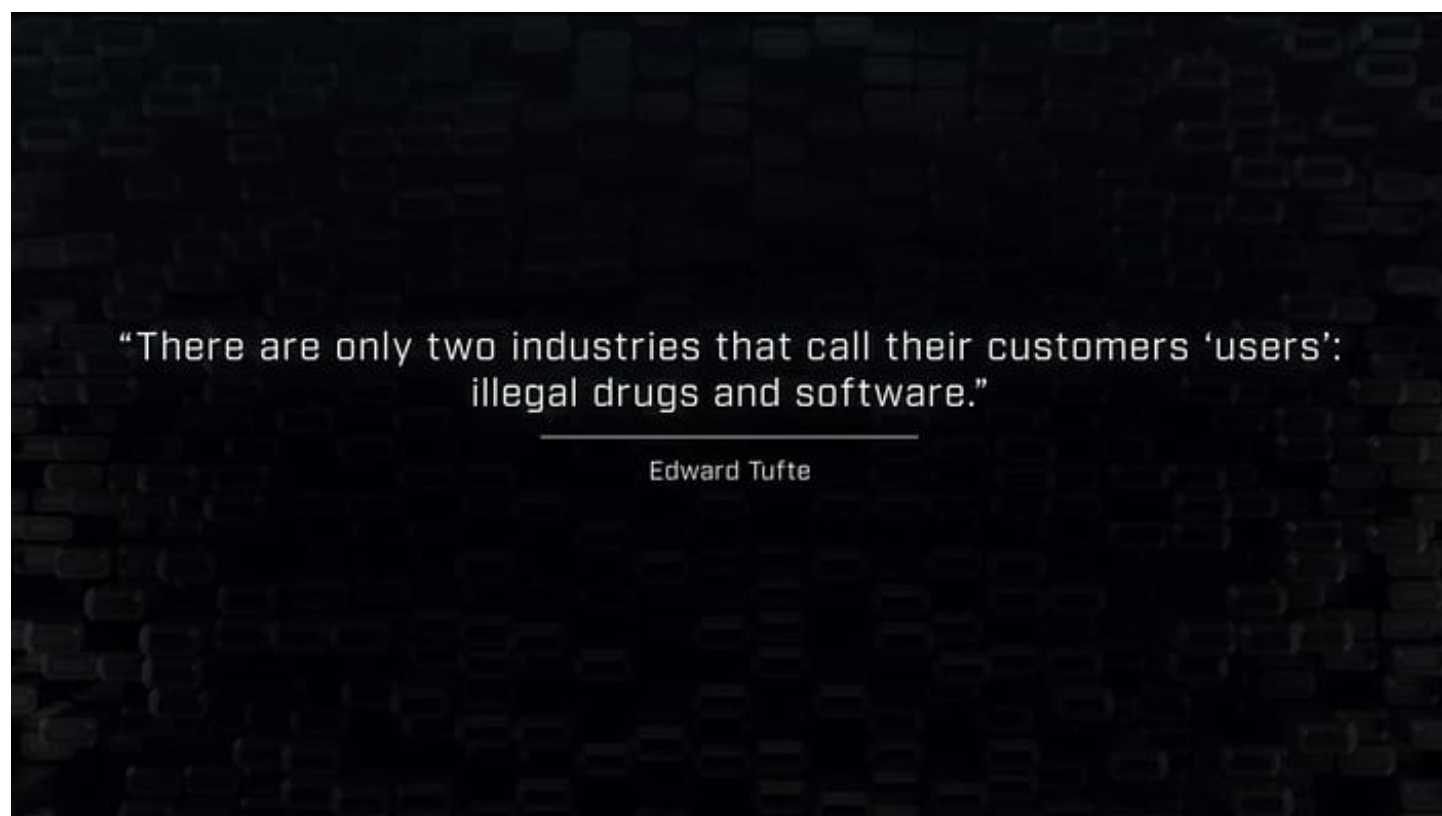 “There are only two industries that call their customers ‘users’:
illegal drugs and software.”
Edward Tufte